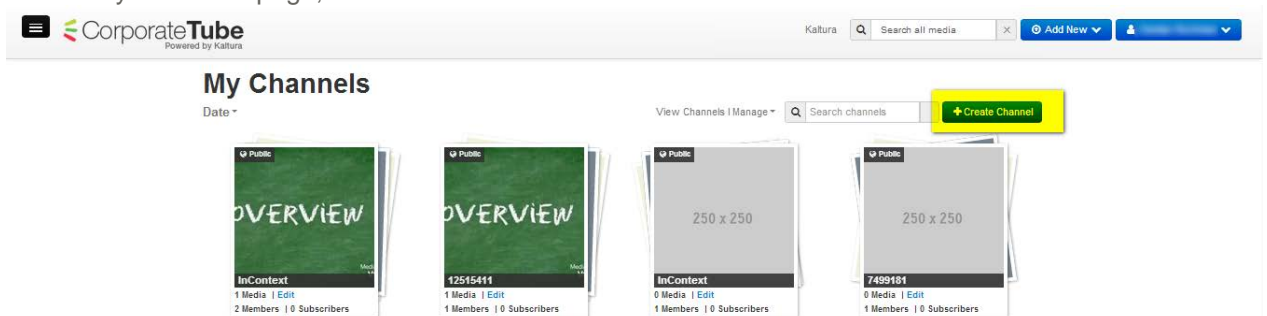 CorporateTube
Powered by Kaltura
Kaltura
Search all media
Add New
My Channels
Date
View Channels | Manage
Search channels
+Create Channel
Public
OVERVIEW
InContext
1 Media | Edit
2 Members | 0 Subscribers
Public
OVERVIEW
12515411
1 Media | Edit
1 Members | 0 Subscribers
Public
250 x 250
InContext
0 Media | Edit
1 Members | 0 Subscribers
Public
250 x 250
7499181
0 Media | Edit
1 Members | 0 Subscribers